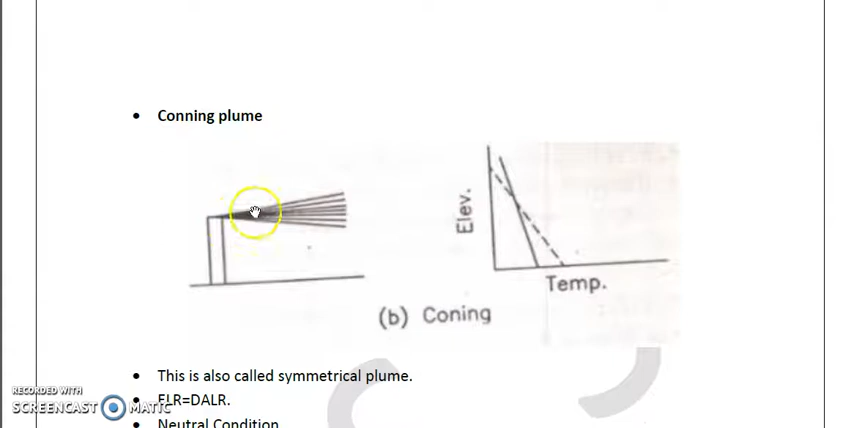 • Conning plume
Elev.
Temp.
(b) Coning
• This is also called symmetrical plume.
RECORDED WITH
• ELR=DALR.
SCREENCAST MATIC
• Neutral Condition